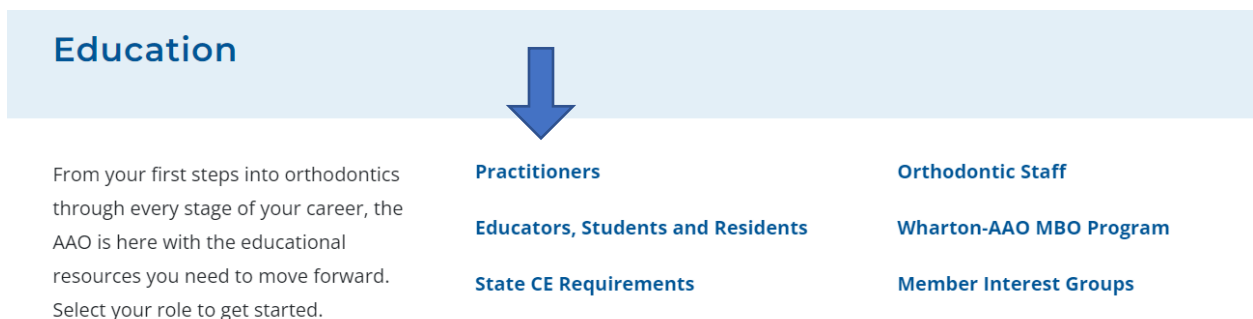 Education
From your first steps into orthodontics
through every stage of your career, the
AAO is here with the educational
resources you need to move forward.
Select your role to get started.
Practitioners
Educators, Students and Residents
State CE Requirements
Orthodontic Staff
Wharton-AAO MBO Program
Member Interest Groups